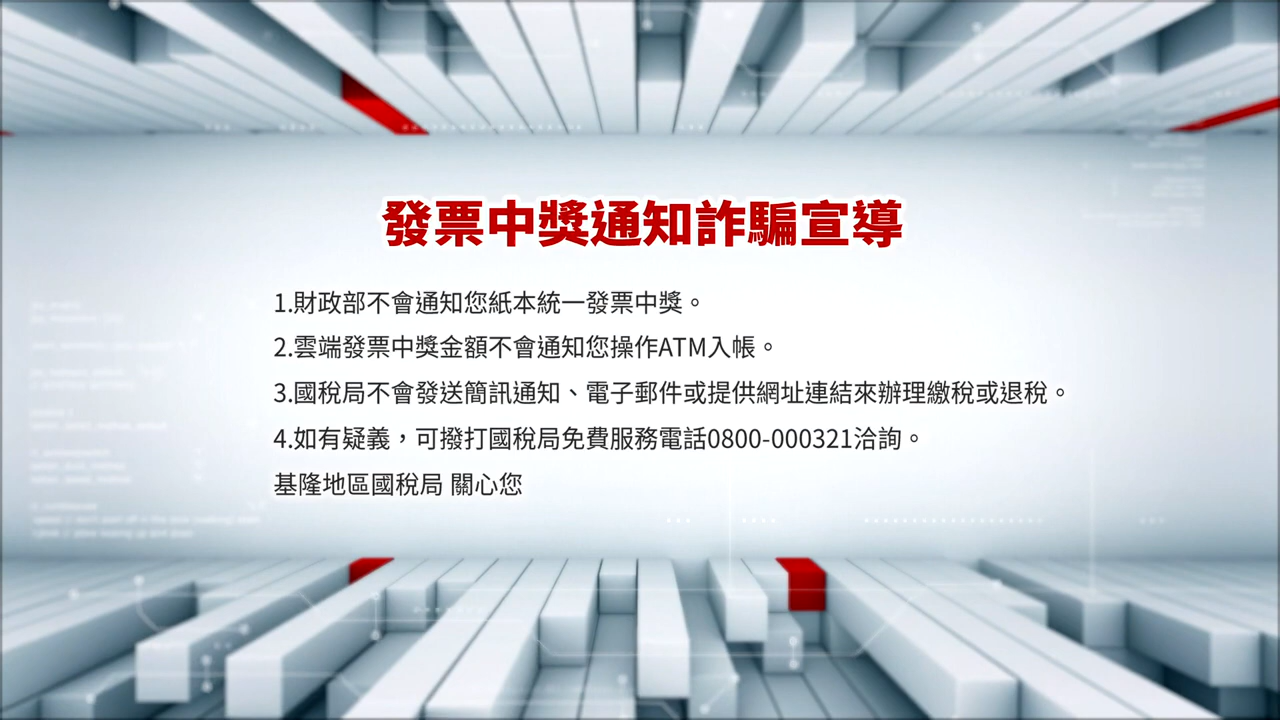 發票中獎通知詐騙宣導
1.財政部不會通知您紙本統一發票中獎。
2.雲端發票中獎金額不會通知您操作ATM入帳。
3.國稅局不會發送簡訊通知、電子郵件或提供網址連結來辦理繳稅或退稅。
4.如有疑義，可撥打國稅局免費服務電話0800-000321洽詢。
基隆地區國稅局 關心您